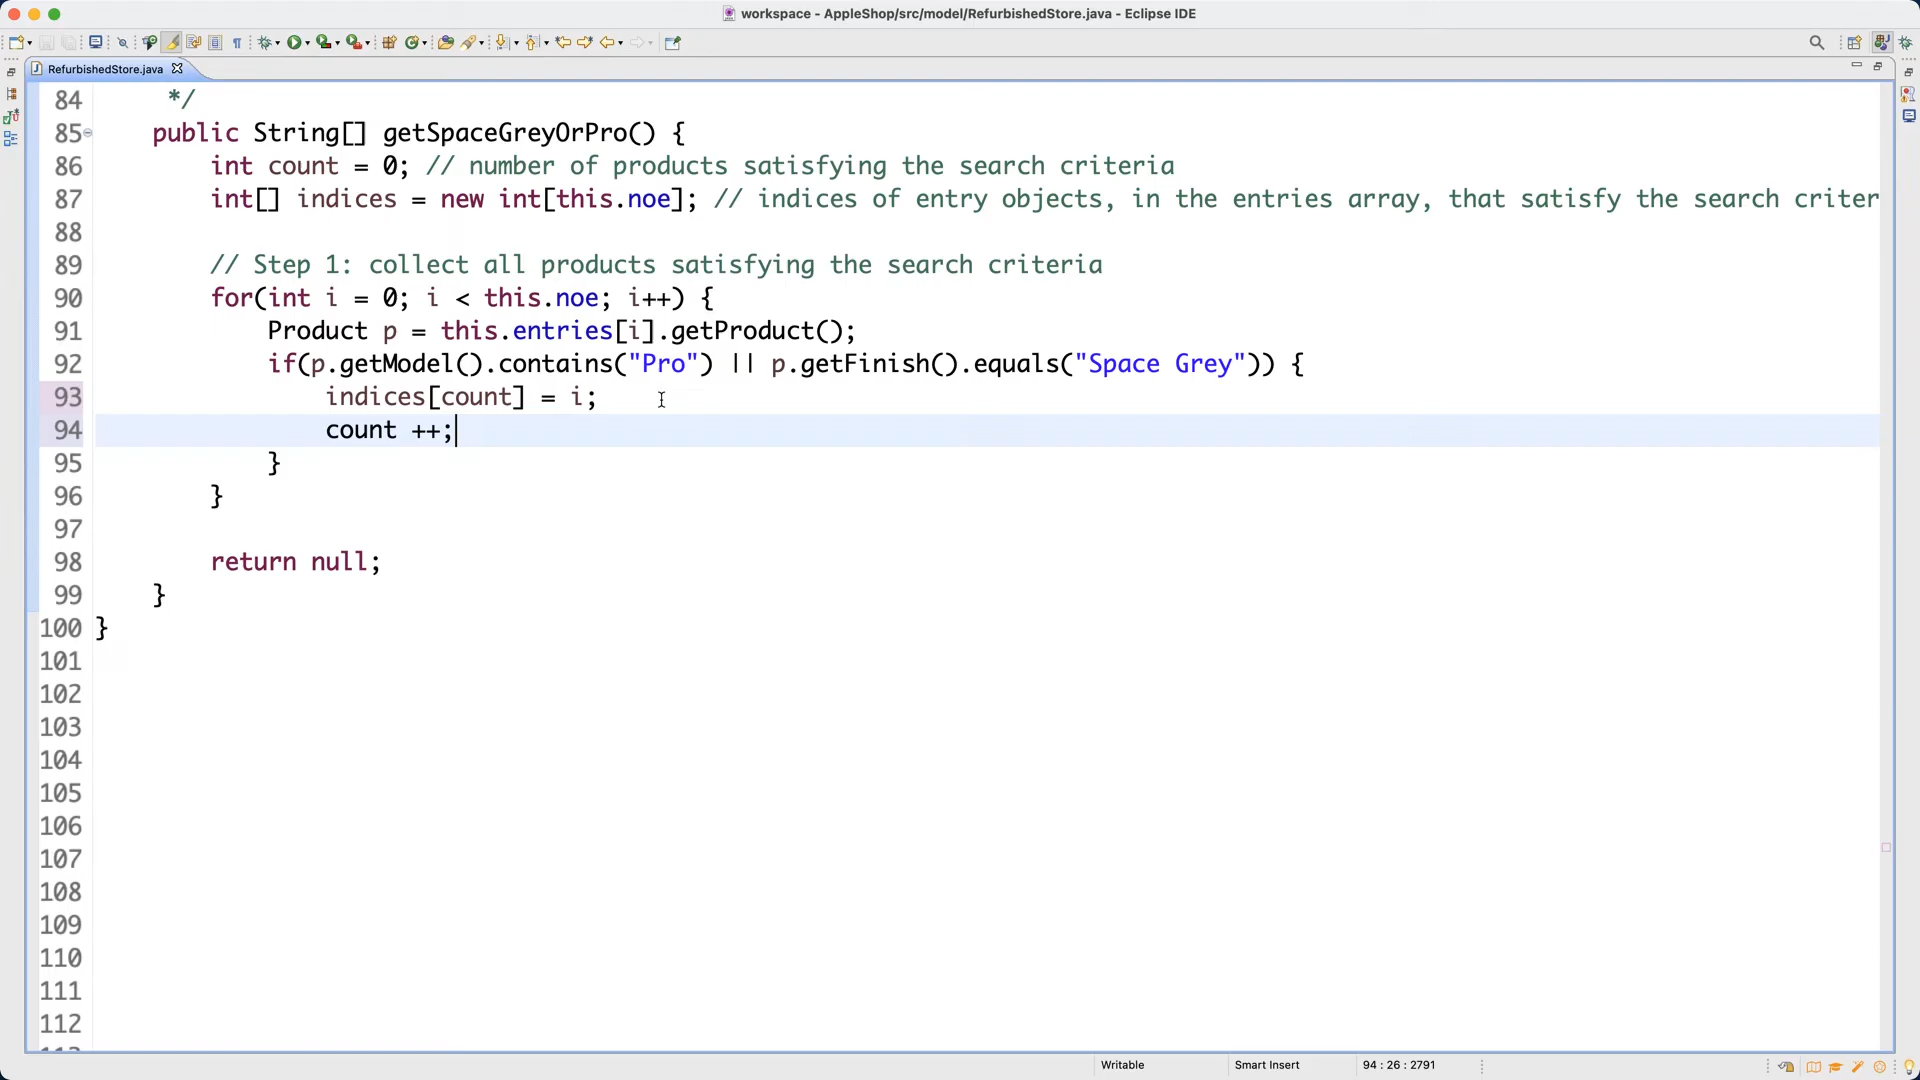 workspace - AppleShop/src/model/RefurbishedStore.java - Eclipse IDE
RefurbishedStore.java
84 */
85 public String[] getSpaceGreyOrPro() {
86 int count = 0; // number of products satisfying the search criteria
87 int[] indices = new int[this.noe]; // indices of entry objects, in the entries array, that satisfy the search criter
88
89 // Step 1: collect all products satisfying the search criteria
90 for(int i = 0; i < this.noe; i++) {
91 Product p = this.entries[i].getProduct();
92 if(p.getModel().contains("Pro") || p.getFinish().equals("Space Grey")) {
93 indices[count] = i;
94 count ++;
95 }
96 }
97
98 return null;
99 }
100 }
101
102
103
104
105
106
107
108
109
110
111
112
Writable Smart Insert 94 : 26 : 2791